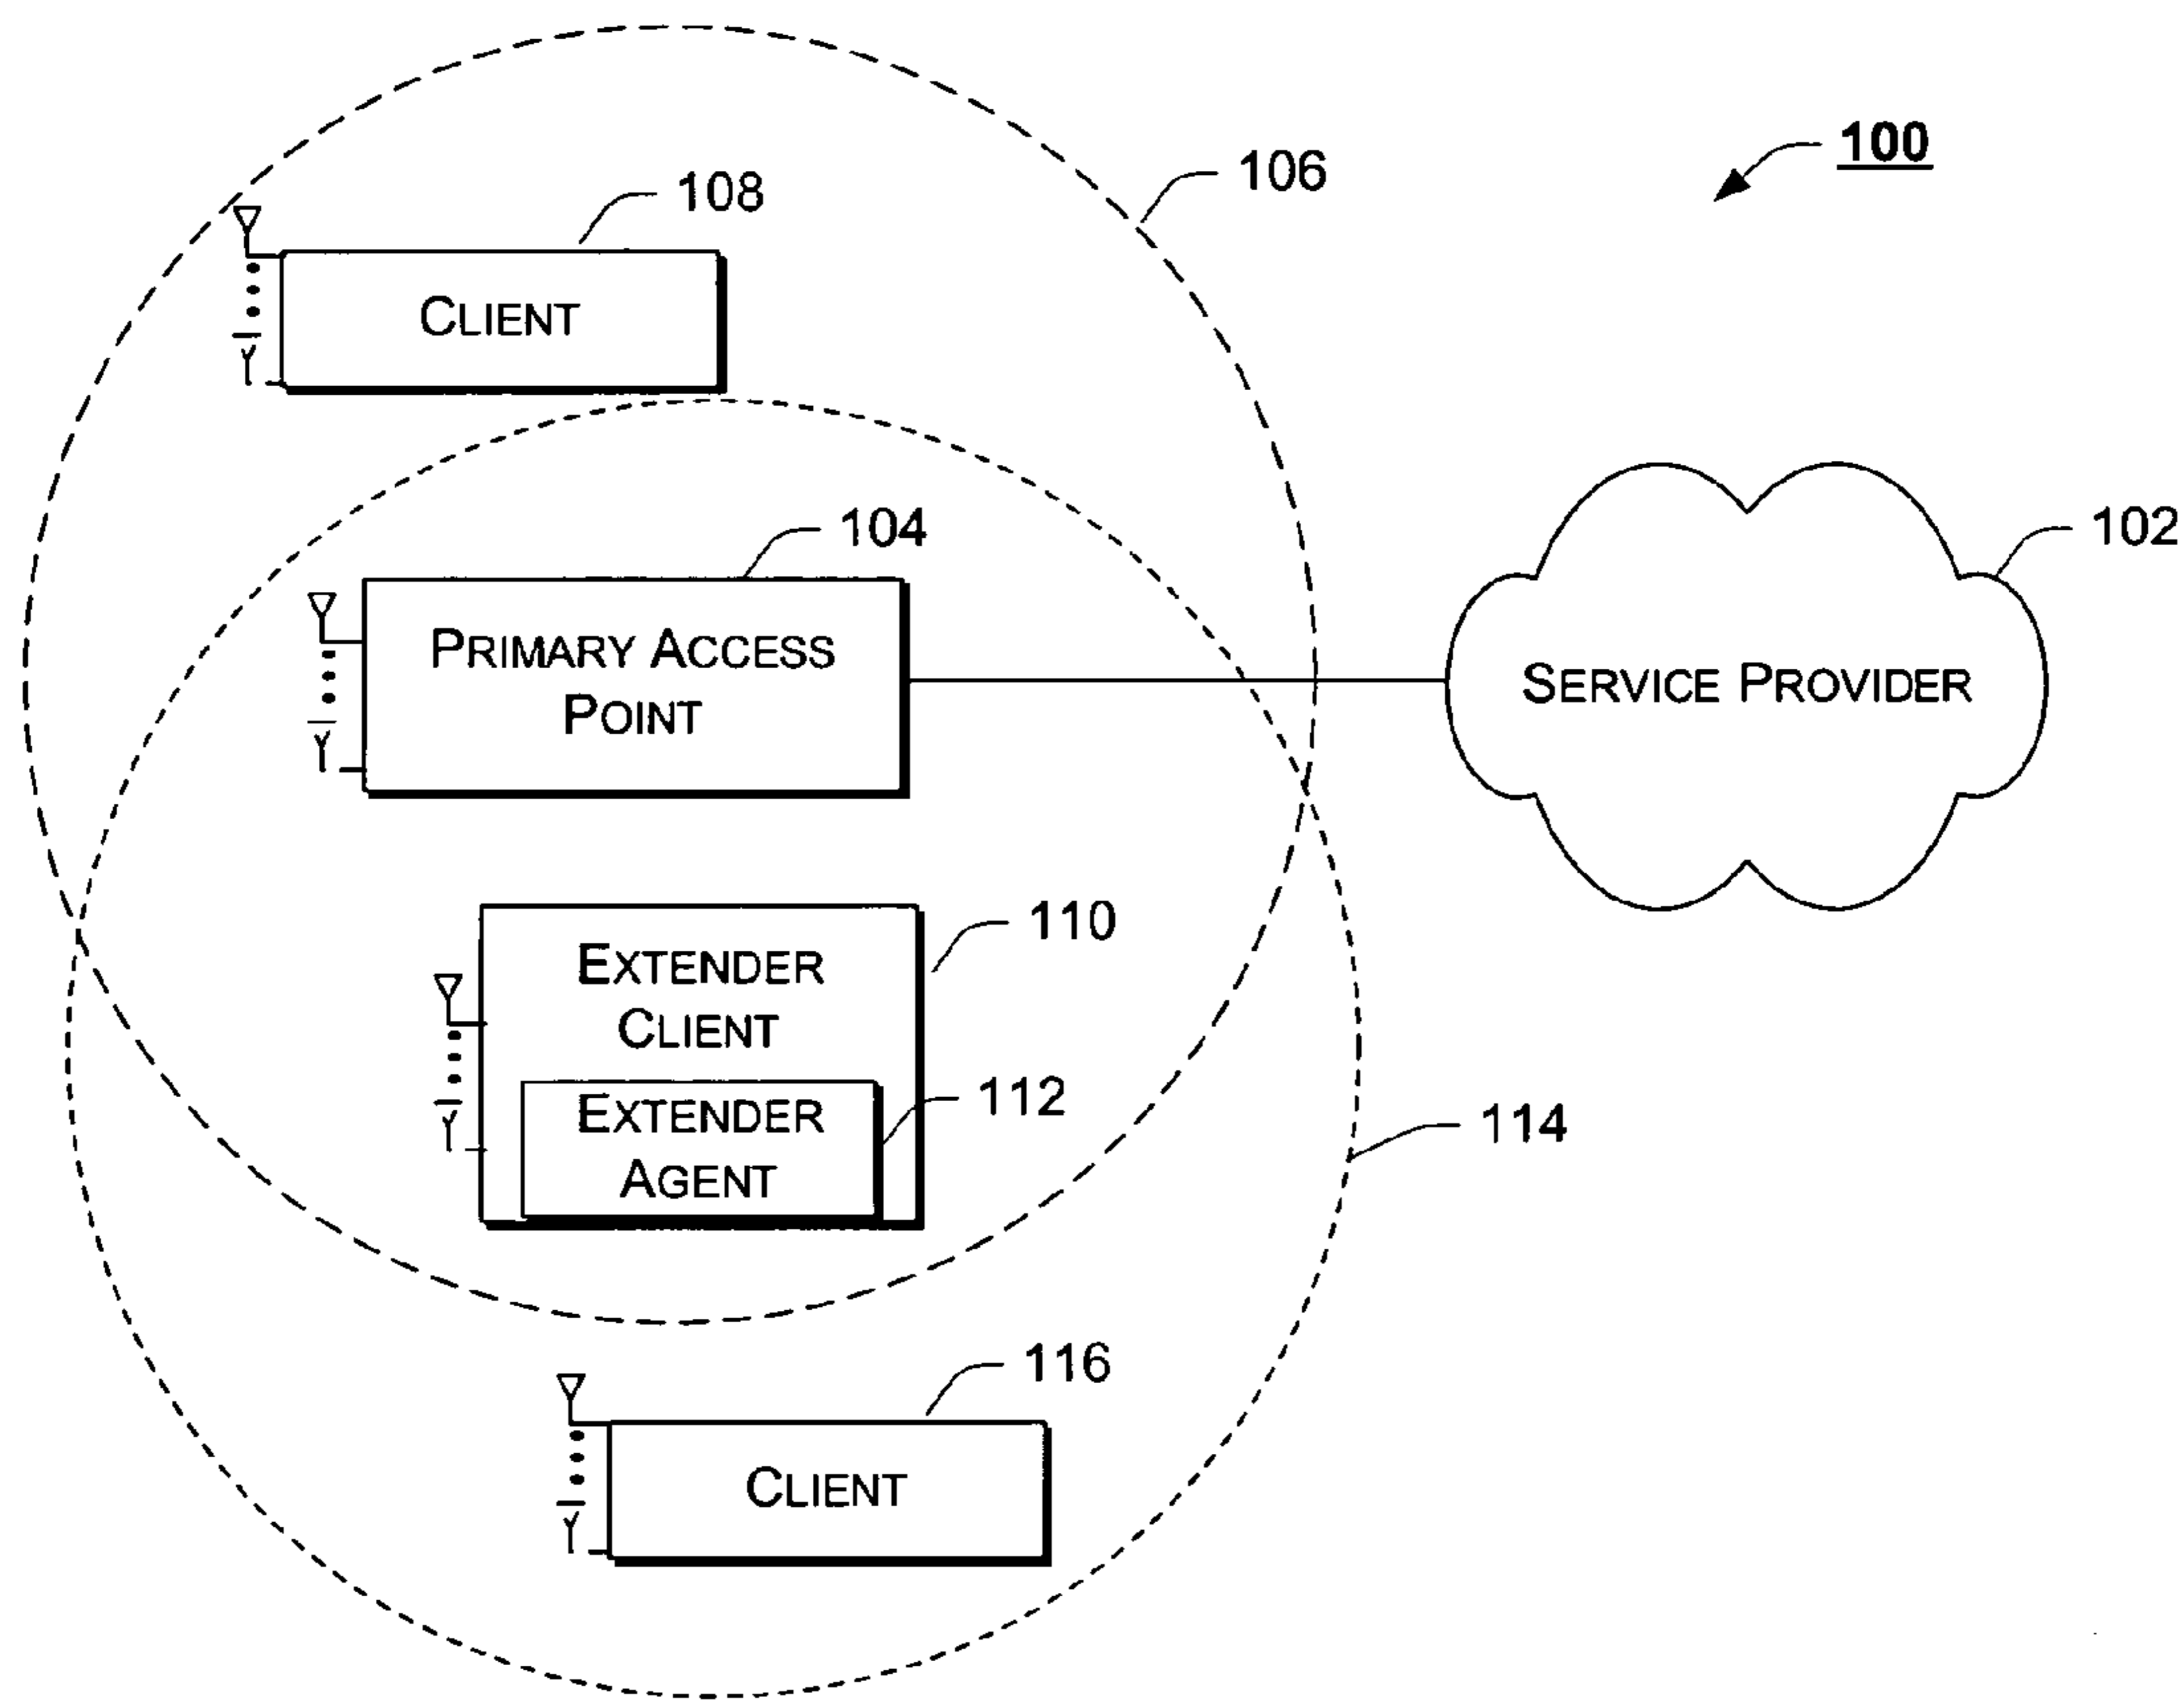 100
106
108
CLIENT
104
102
PRIMARY ACCESS
POINT
SERVICE PROVIDER
110
EXTENDER
CLIENT
112
EXTENDER
AGENT
114
116
CLIENT